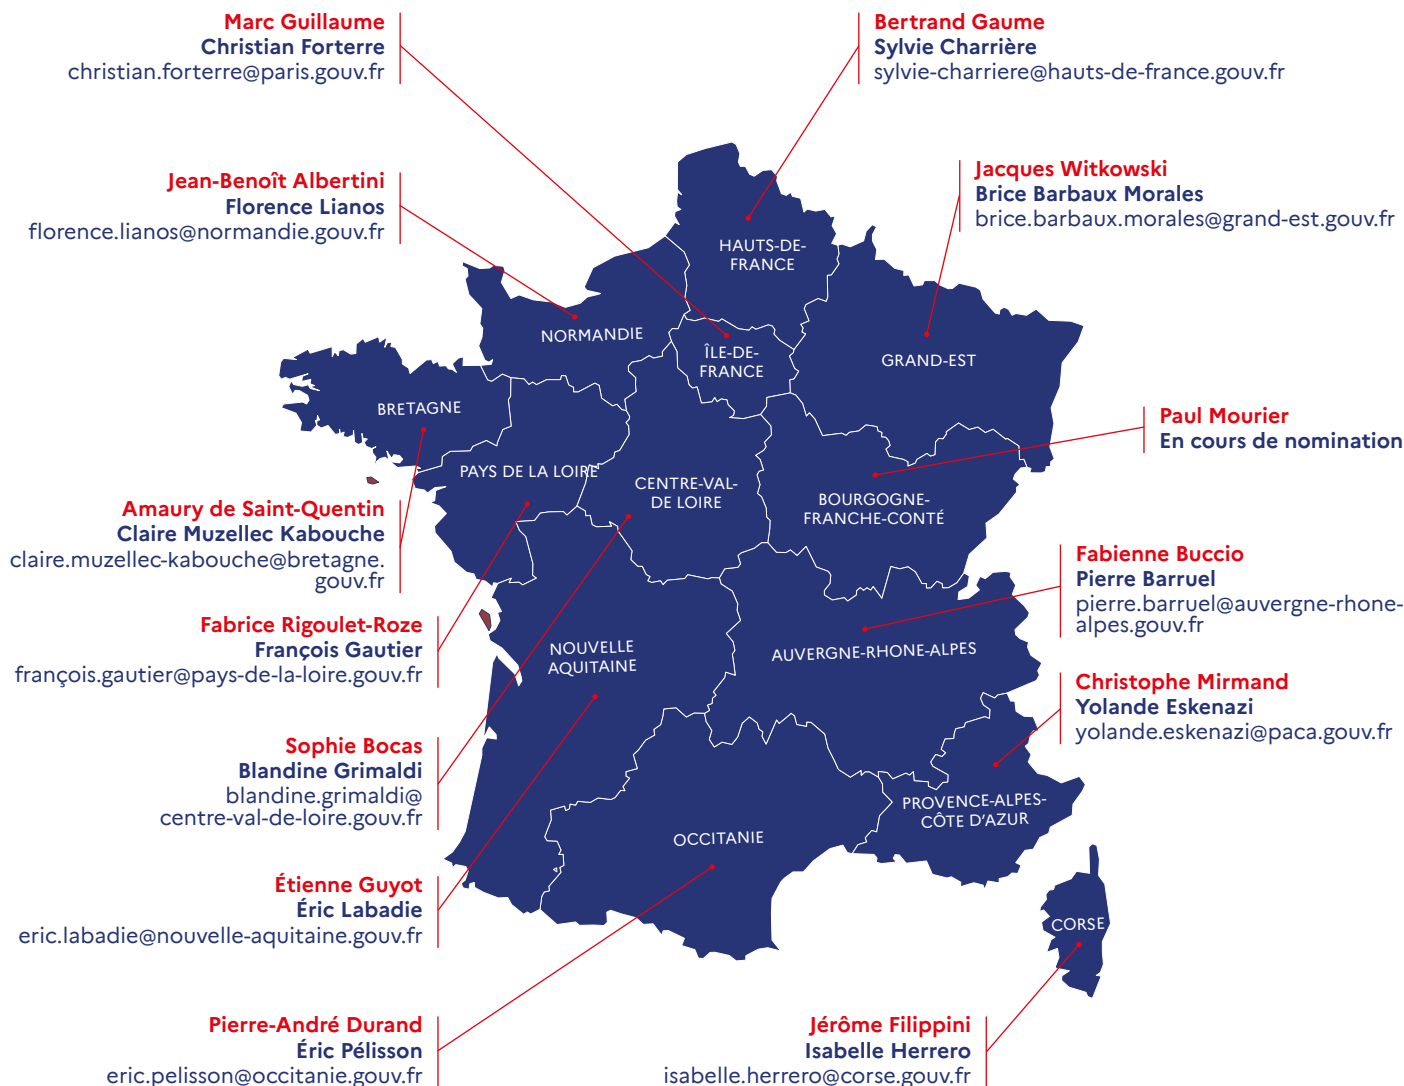 Marc Guillaume
Christian Forterre
christian.forterre@paris.gouv.fr
Bertrand Gaume
Sylvie Charrière
sylvie-charriere@hauts-de-france.gouv.fr
Jean-Benoît Albertini
Florence Lianos
florence.lianos@normandie.gouv.fr
Jacques Witkowski
Brice Barbaux Morales
brice.barbaux.morales@grand-est.gouv.fr
HAUTS-DE-
FRANCE
NORMANDIE
ÎLE-DE-
FRANCE
GRAND-EST
BRETAGNE
Paul Mourier
En cours de nomination
PAYS DE LA LOIRE
CENTRE-VAL-
DE LOIRE
BOURGOGNE-
FRANCHE-CONTÉ
Amaury de Saint-Quentin
Claire Muzellec Kabouche
claire.muzellec-kabouche@bretagne.
gouv.fr
Fabienne Buccio
Pierre Barruel
pierre.barruel@auvergne-rhone-
alpes.gouv.fr
Fabrice Rigoulet-Roze
François Gautier
françois.gautier@pays-de-la-loire.gouv.fr
NOUVELLE
AQUITAINE
AUVERGNE-RHONE-ALPES
Christophe Mirmand
Yolande Eskenazi
yolande.eskenazi@paca.gouv.fr
Sophie Bocas
Blandine Grimaldi
blandine.grimaldi@
centre-val-de-loire.gouv.fr
PROVENCE-ALPES-
CÔTE D'AZUR
OCCITANIE
Étienne Guyot
Éric Labadie
eric.labadie@nouvelle-aquitaine.gouv.fr
CORSE
Pierre-André Durand
Éric Pélisson
eric.pelisson@occitanie.gouv.fr
Jérôme Filippini
Isabelle Herrero
isabelle.herrero@corse.gouv.fr